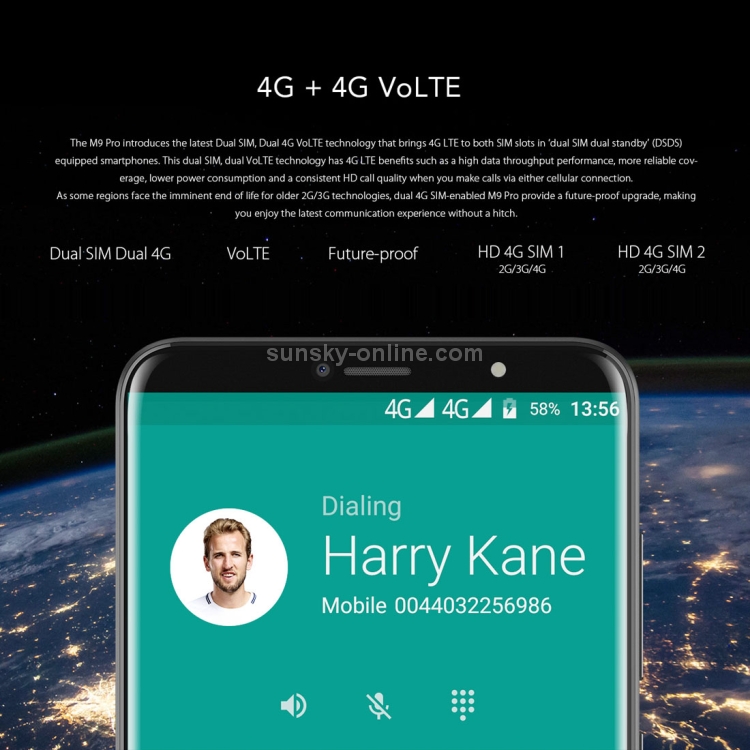 4G + 4G VoLTE
The M9 Pro introduces the latest Dual SIM, Dual 4G VoLTE technology that brings 4G LTE to both SIM slots in 'dual SIM dual standby' (DSDS)
equipped smartphones. This dual SIM, dual VoLTE technology has 4G LTE benefits such as a high data throughput performance, more reliable cov-
erage, lower power consumption and a consistent HD call quality when you make calls via either cellular connection.
As some regions face the imminent end of life for older 2G/3G technologies, dual 4G SIM-enabled M9 Pro provide a future-proof upgrade, making
you enjoy the latest communication experience without a hitch.
Dual SIM Dual 4G VoLTE Future-proof HD 4G SIM 1 HD 4G SIM 2
2G/3G/4G 2G/3G/4G
sunsky-online.com
4G 4G 58% 13:56
Dialing
Harry Kane
Mobile 0044032256986